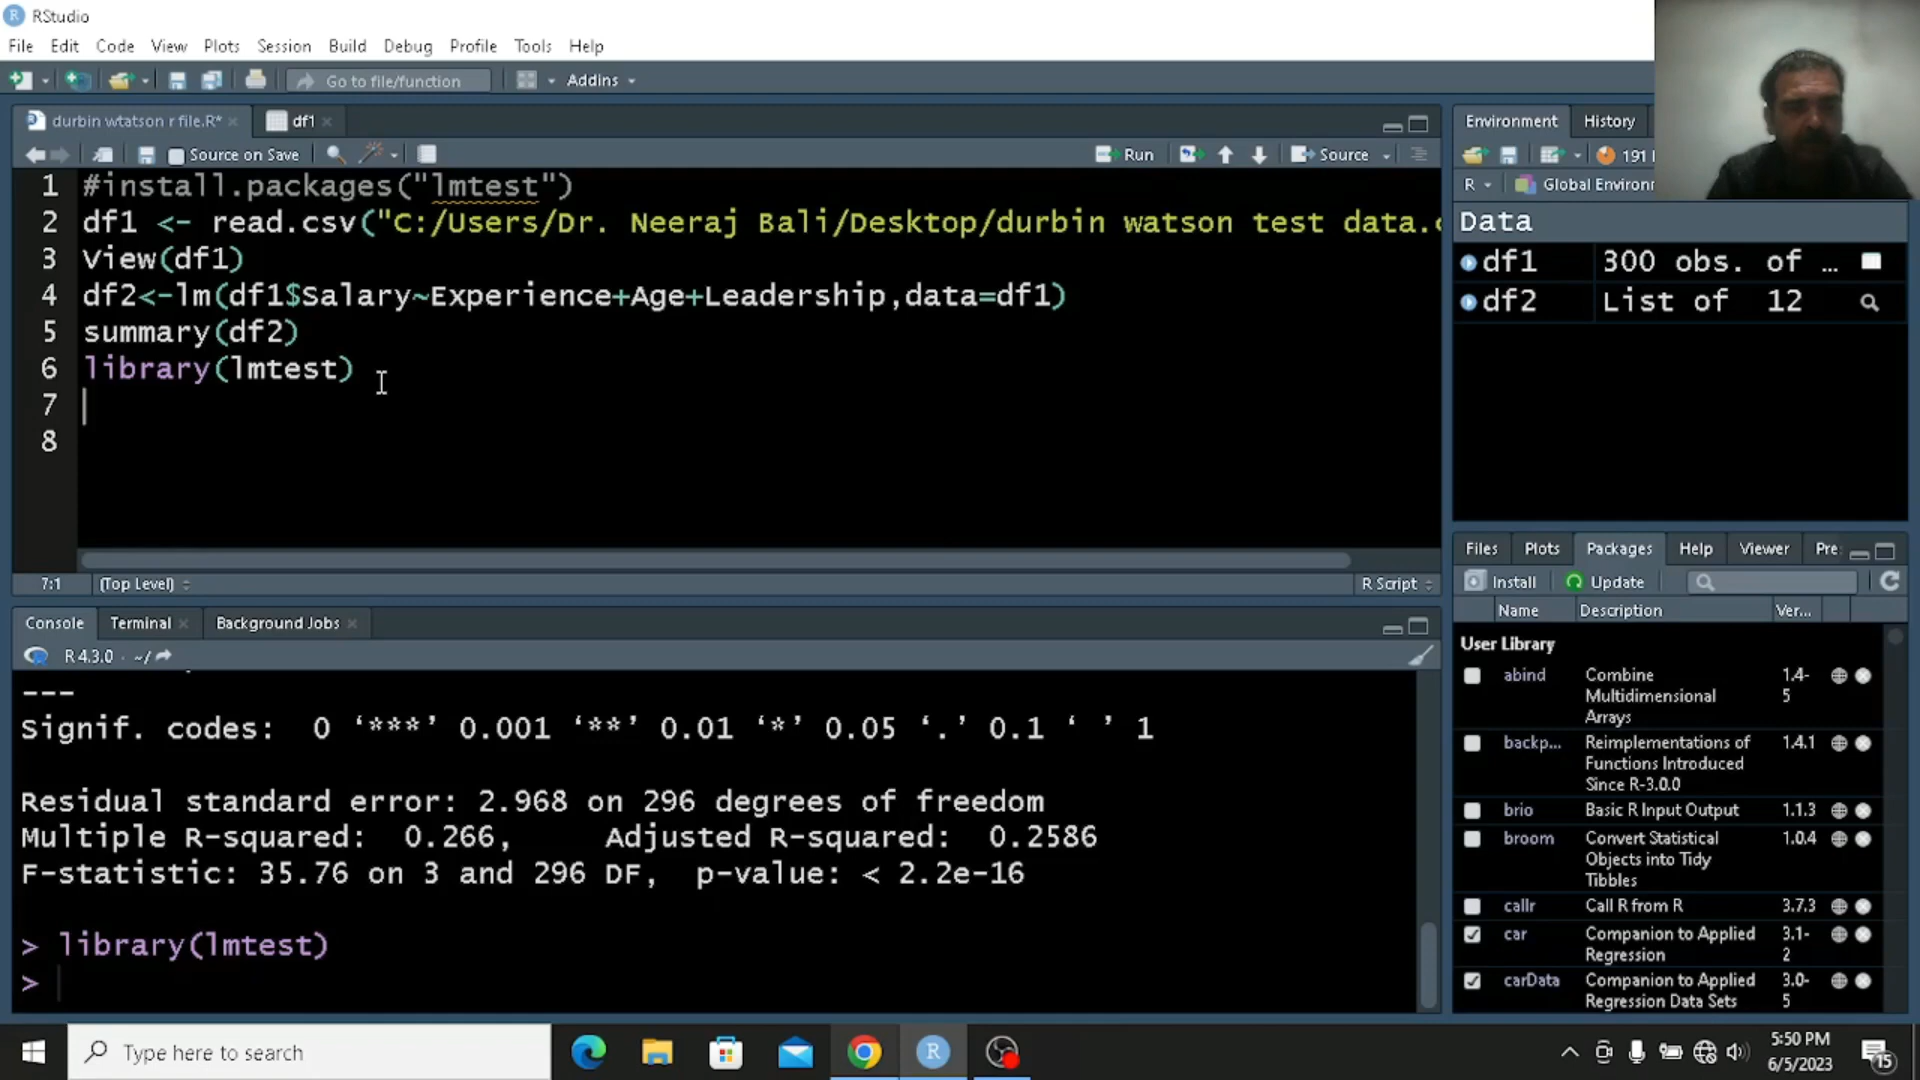 RStudio
File Edit Code View Plots Session Build Debug Profile Tools Help
Go to file/function Addins
durbin wtatson r file.R* df1
Source on Save Run Source
1 #install.packages("lmtest")
2 df1 <- read.csv("C:/Users/Dr. Neeraj Bali/Desktop/durbin watson test data.c
3 View(df1)
4 df2<-lm(df1$Salary~Experience+Age+Leadership,data=df1)
5 summary(df2)
6 library(lmtest)
7
8
7:1 (Top Level) R Script
Console Terminal Background Jobs
R 4.3.0 · ~/
---
Signif. codes:  0 ‘***’ 0.001 ‘**’ 0.01 ‘*’ 0.05 ‘.’ 0.1 ‘ ’ 1
Residual standard error: 2.968 on 296 degrees of freedom
Multiple R-squared:  0.266,	Adjusted R-squared:  0.2586
F-statistic: 35.76 on 3 and 296 DF,  p-value: < 2.2e-16
> library(lmtest)
>
Environment History
191
R Global Environ
Data
df1 300 obs. of …
df2 List of 12
Files Plots Packages Help Viewer Pre
Install Update
Name Description Ver...
User Library
abind Combine 1.4-
Multidimensional 5
Arrays
backp... Reimplementations of 1.4.1
Functions Introduced
Since R-3.0.0
brio Basic R Input Output 1.1.3
broom Convert Statistical 1.0.4
Objects into Tidy
Tibbles
callr Call R from R 3.7.3
car Companion to Applied 3.1-
Regression 2
carData Companion to Applied 3.0-
Regression Data Sets 5
Type here to search
5:50 PM
6/5/2023
15